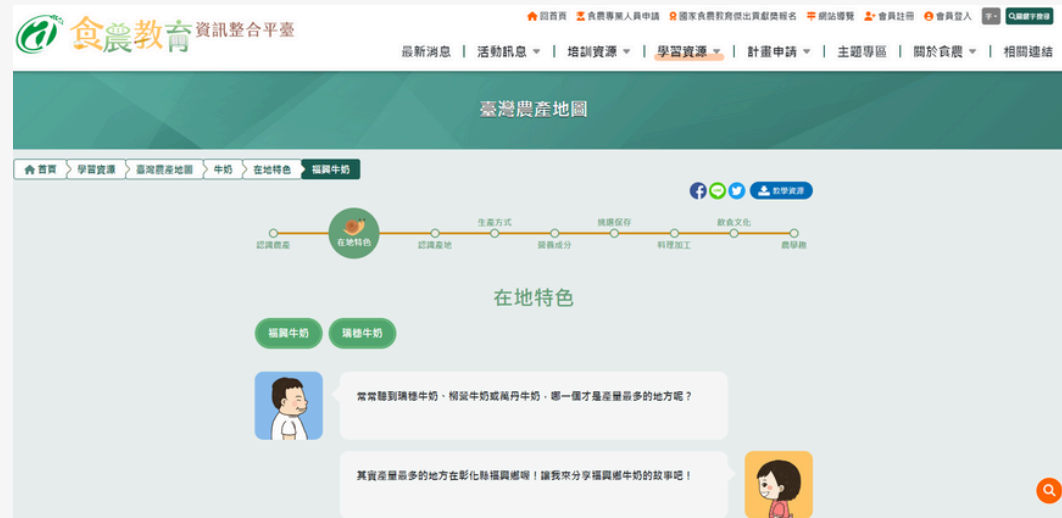 回首頁 食農專業人員申請 國家食農教育傑出貢獻獎報名 網站導覽 會員註冊 會員登入 字- 關鍵字搜尋
食農教育 資訊整合平臺
最新消息 | 活動訊息 | 培訓資源 | 學習資源 | 計畫申請 | 主題專區 | 關於食農 | 相關連結
臺灣農產地圖
首頁 學習資源 臺灣農產地圖 牛奶 在地特色 福興牛奶
教學資源
生產方式 挑選保存 飲食文化
認識農產 在地特色 認識產地 營養成分 料理加工 農學趣
在地特色
福興牛奶 瑞穗牛奶
常常聽到瑞穗牛奶、柳營牛奶或萬丹牛奶，哪一個才是產量最多的地方呢？
其實產量最多的地方在彰化縣福興鄉喔！讓我來分享福興鄉牛奶的故事吧！